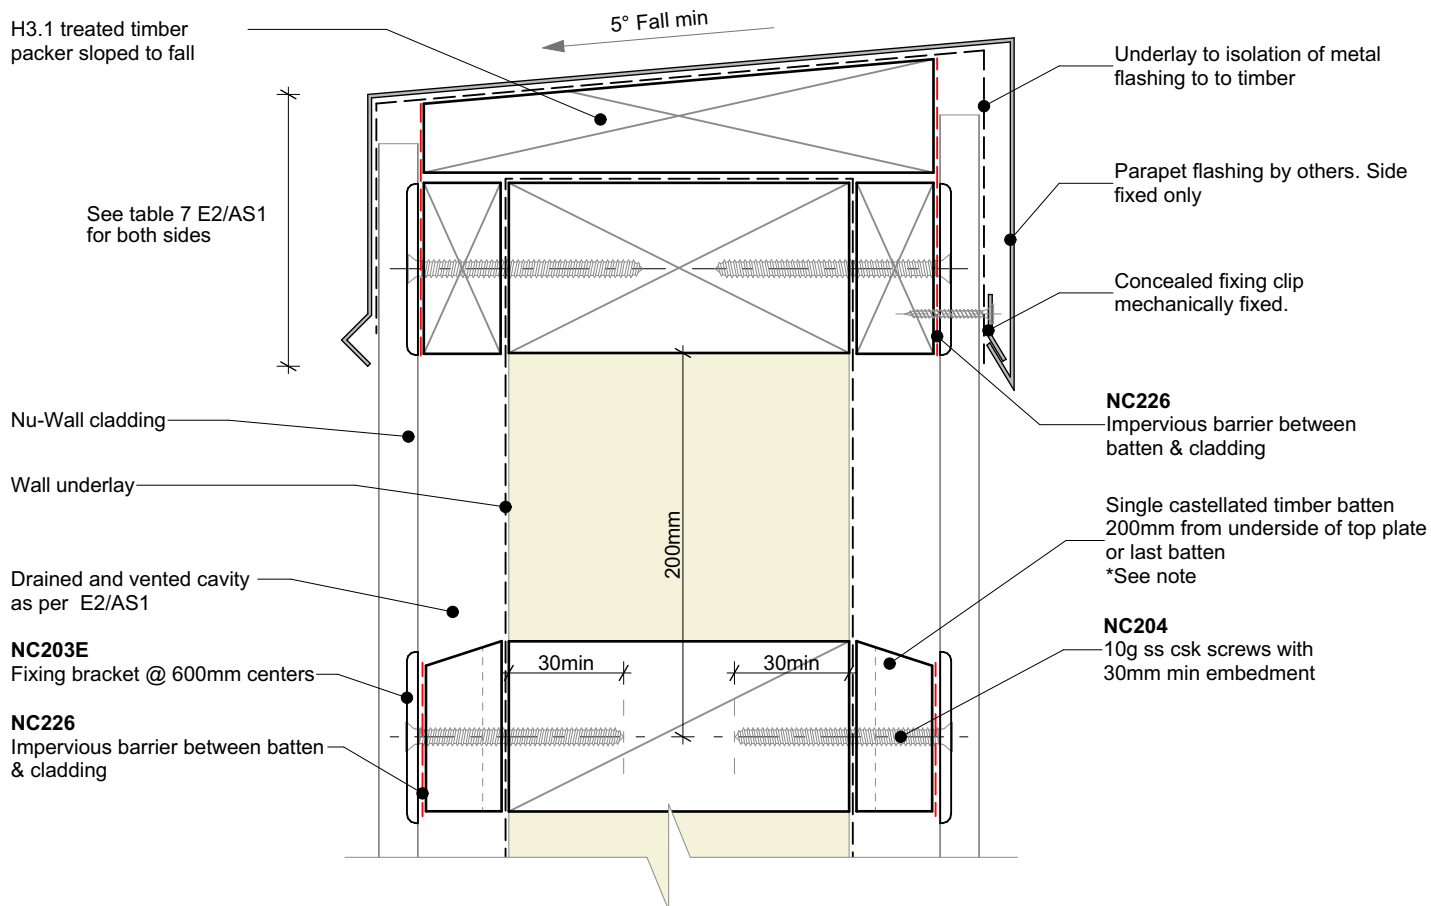 H3.1 treated timber
packer sloped to fall
5° Fall min
Underlay to isolation of metal
flashing to to timber
See table 7 E2/AS1
for both sides
Parapet flashing by others. Side
fixed only
Concealed fixing clip
mechanically fixed.
Nu-Wall cladding
NC226
Impervious barrier between
batten & cladding
Wall underlay
Single castellated timber batten
200mm from underside of top plate
or last batten
*See note
200mm
Drained and vented cavity
as per E2/AS1
NC203E
Fixing bracket @ 600mm centers
30min
30min
NC204
10g ss csk screws with
30mm min embedment
NC226
Impervious barrier between batten
& cladding